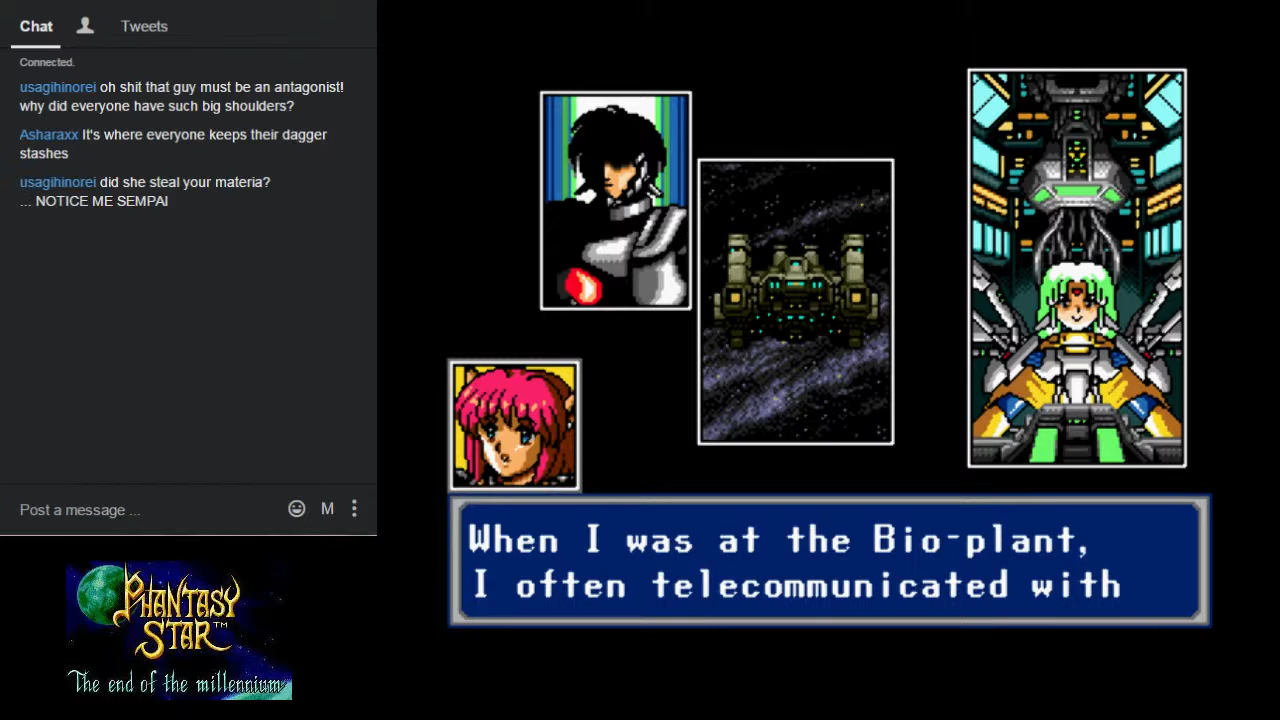 Chat
Tweets
Connected.
usagihinorei oh shit that guy must be an antagonist!
why did everyone have such big shoulders?
Asharaxx It's where everyone keeps their dagger
stashes
usagihinorei did she steal your materia?
... NOTICE ME SEMPAI
Post a message ...
M
PHANTASY
STAR™
The end of the millennium
When I was at the Bio-plant,
I often telecommunicated with